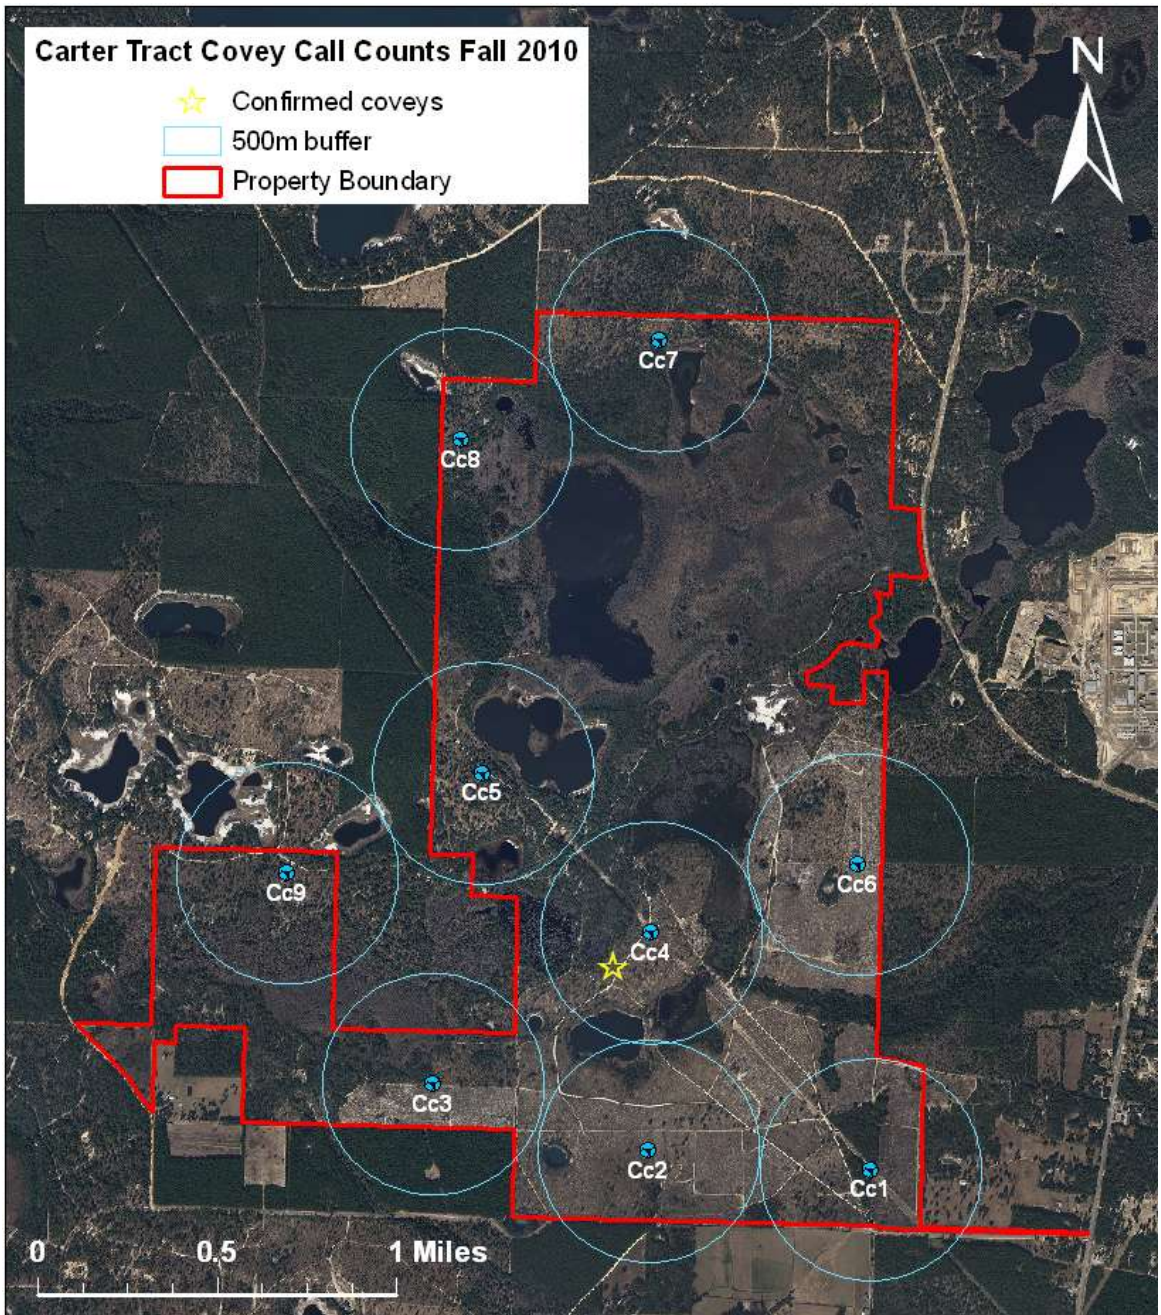 Carter Tract Covey Call Counts Fall 2010
Confirmed coveys
500m buffer
Property Boundary
N
Cc7
Cc8
Cc5
Cc6
Cc9
Cc4
Cc3
Cc2
Cc1
0 0.5 1 Miles